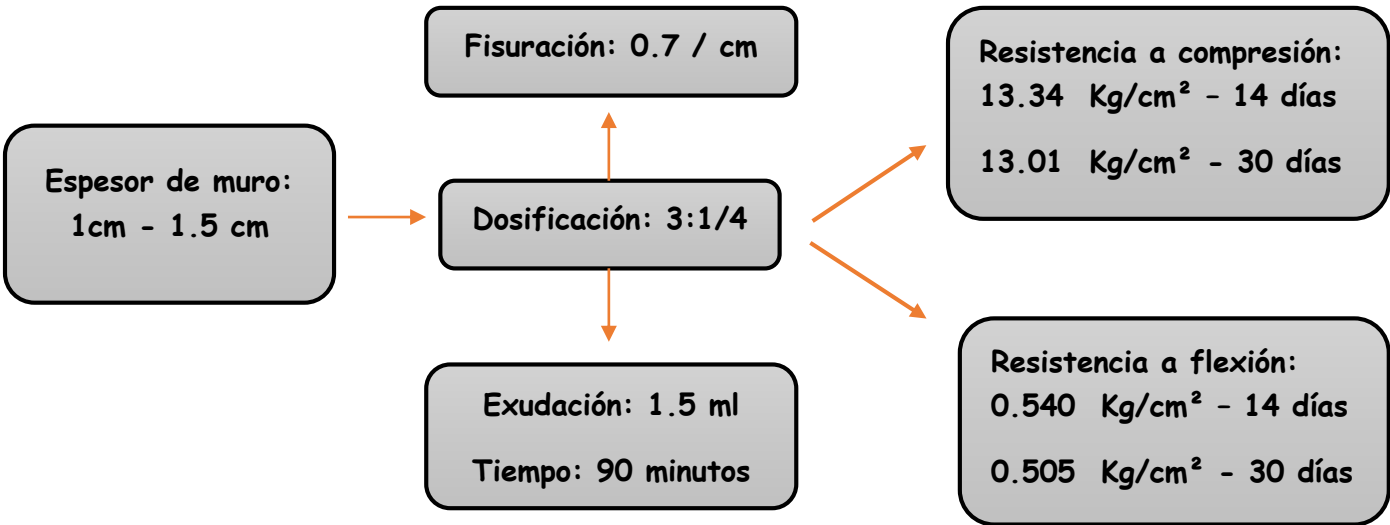 Espesor de muro:
1cm - 1.5 cm
Fisuración: 0.7 / cm
Dosificación: 3:1/4
Exudación: 1.5 ml
Tiempo: 90 minutos
Resistencia a compresión:
13.34 Kg/cm² – 14 días
13.01 Kg/cm² - 30 días
Resistencia a flexión:
0.540 Kg/cm² – 14 días
0.505 Kg/cm² - 30 días